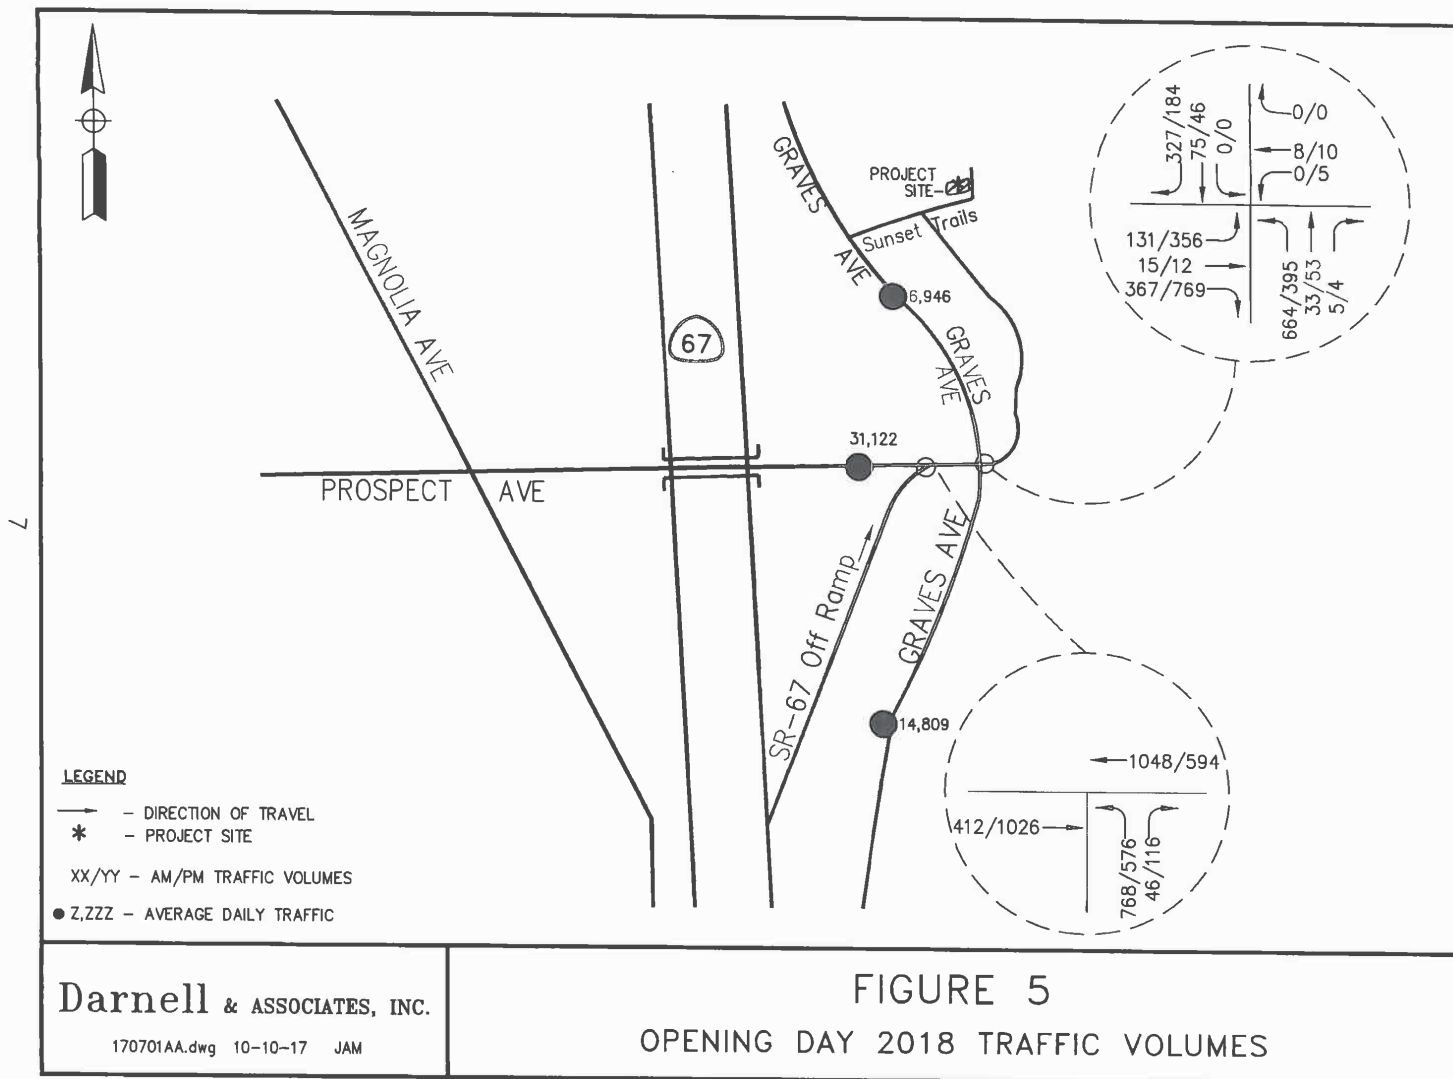 327/184
75/46
0/0
0/0
8/10
0/5
131/356
15/12
367/769
664/395
33/53
5/4
GRAVES AVE
PROJECT
SITE
Sunset Trails
6,946
MAGNOLIA AVE
67
GRAVES AVE
31,122
PROSPECT AVE
7
SR-67 Off Ramp
GRAVES AVE
14,809
1048/594
412/1026
768/576
46/116
LEGEND
- DIRECTION OF TRAVEL
* - PROJECT SITE
XX/YY - AM/PM TRAFFIC VOLUMES
● Z,ZZZ - AVERAGE DAILY TRAFFIC
Darnell & ASSOCIATES, INC.
170701AA.dwg 10-10-17 JAM
FIGURE 5
OPENING DAY 2018 TRAFFIC VOLUMES